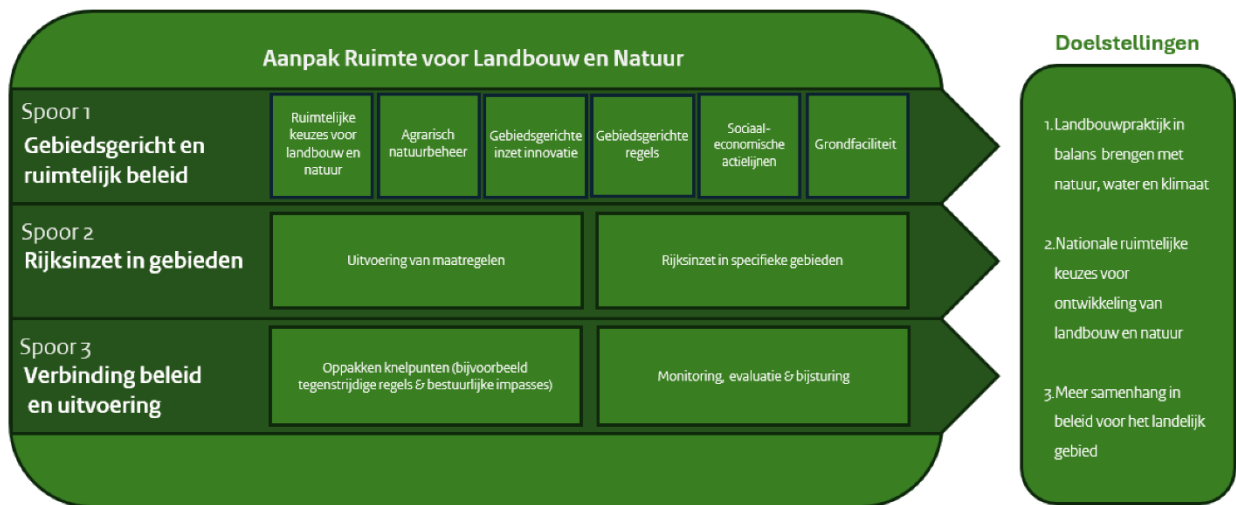 Aanpak Ruimte voor Landbouw en Natuur
Spoor 1
Gebiedsgericht en
ruimtelijk beleid
Ruimtelijke
keuzes voor
landbouw en
natuur
Agrarisch
natuurbeheer
Gebiedsgerichte
inzet innovatie
Gebiedsgerichte
regels
Sociaal-
economische
actielijnen
Grondfaciliteit
Spoor 2
Rijksinzet in gebieden
Uitvoering van maatregelen
Rijksinzet in specifieke gebieden
Spoor 3
Verbinding beleid
en uitvoering
Oppakken knelpunten (bijvoorbeeld
tegenstrijdige regels & bestuurlijke impasses)
Monitoring, evaluatie & bijsturing
Doelstellingen
1.Landbouwpraktijk in
balans brengen met
natuur, water en klimaat
2.Nationale ruimtelijke
keuzes voor
ontwikkeling van
landbouw en natuur
3.Meer samenhang in
beleid voor het landelijk
gebied